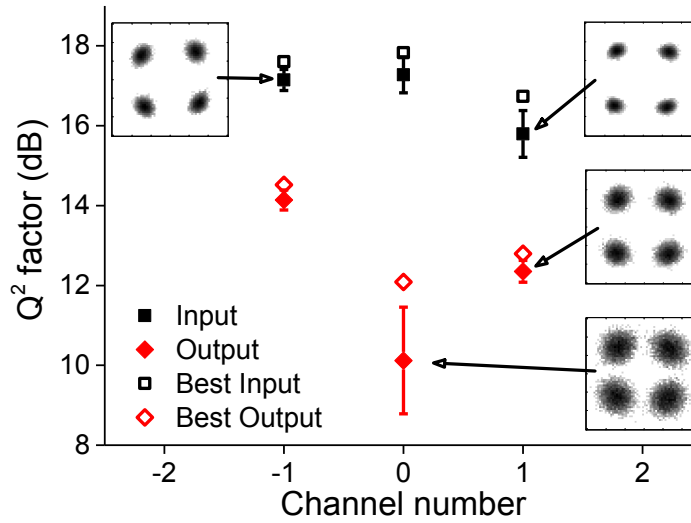 18
16
14
12
10
8
Q² factor (dB)
Input
Output
Best Input
Best Output
-2 -1 0 1 2
Channel number